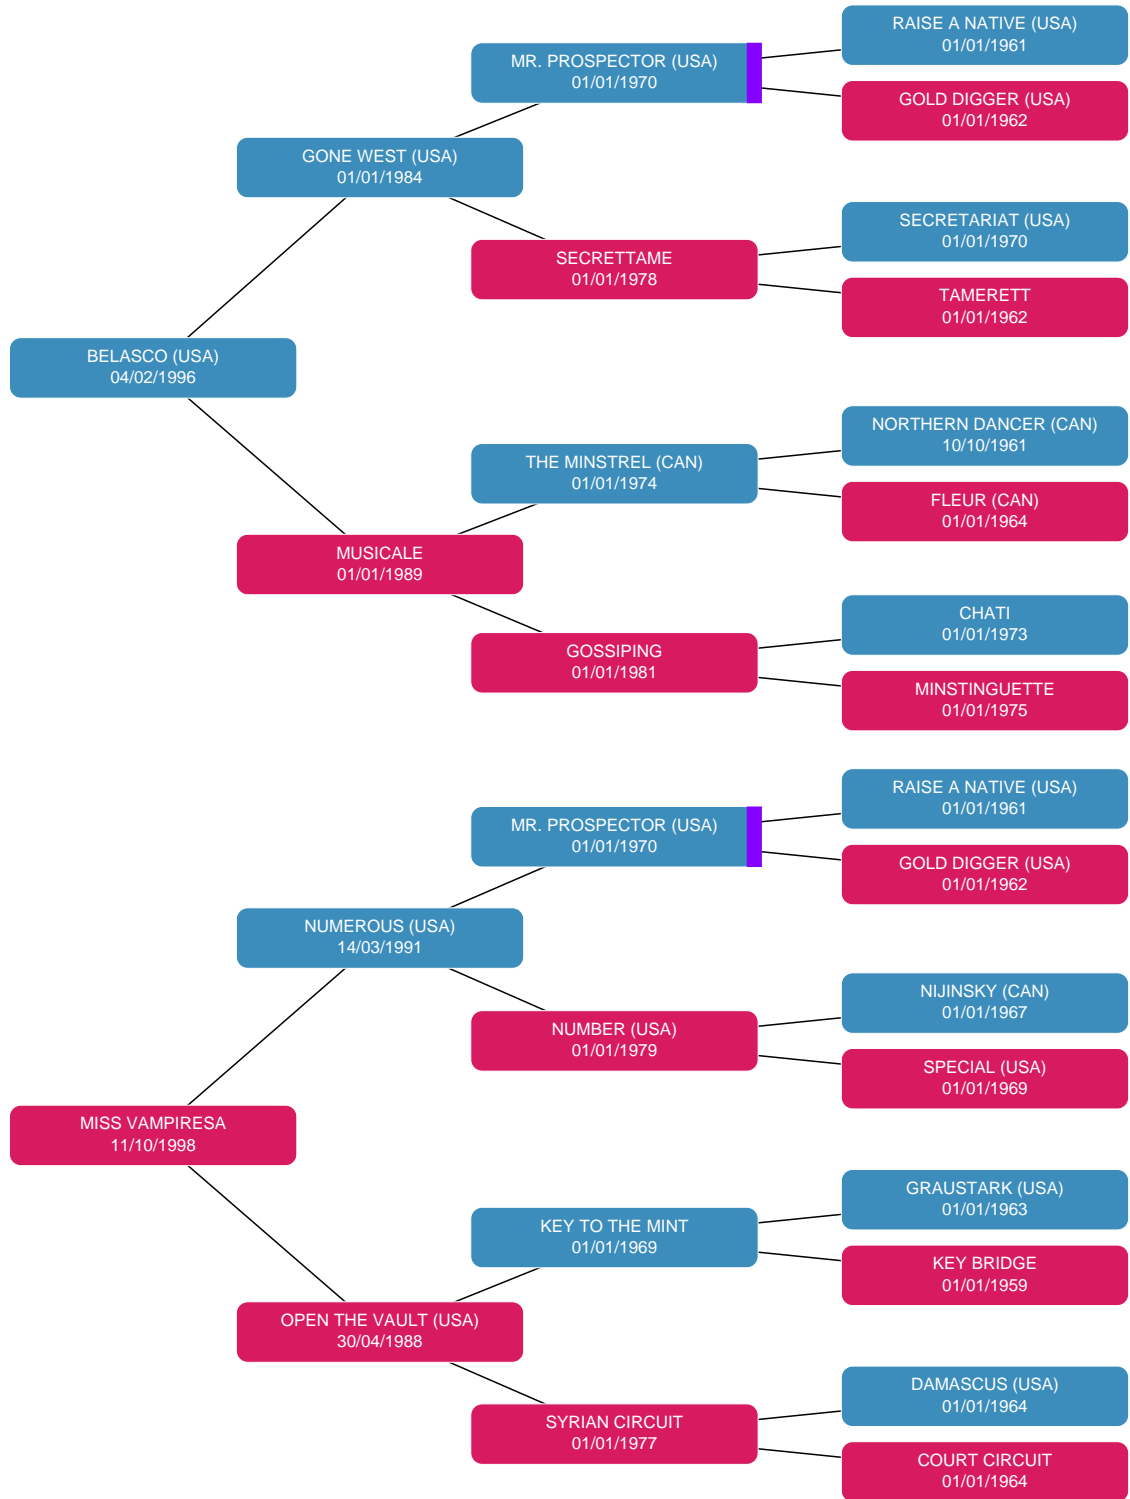 RAISE A NATIVE (USA)
01/01/1961
MR. PROSPECTOR (USA)
01/01/1970
GOLD DIGGER (USA)
01/01/1962
GONE WEST (USA)
01/01/1984
SECRETARIAT (USA)
01/01/1970
SECRETTAME
01/01/1978
TAMERETT
01/01/1962
BELASCO (USA)
04/02/1996
NORTHERN DANCER (CAN)
10/10/1961
THE MINSTREL (CAN)
01/01/1974
FLEUR (CAN)
01/01/1964
MUSICALE
01/01/1989
CHATI
01/01/1973
GOSSIPING
01/01/1981
MINSTINGUETTE
01/01/1975
RAISE A NATIVE (USA)
01/01/1961
MR. PROSPECTOR (USA)
01/01/1970
GOLD DIGGER (USA)
01/01/1962
NUMEROUS (USA)
14/03/1991
NIJINSKY (CAN)
01/01/1967
NUMBER (USA)
01/01/1979
SPECIAL (USA)
01/01/1969
MISS VAMPIRESA
11/10/1998
GRAUSTARK (USA)
01/01/1963
KEY TO THE MINT
01/01/1969
KEY BRIDGE
01/01/1959
OPEN THE VAULT (USA)
30/04/1988
DAMASCUS (USA)
01/01/1964
SYRIAN CIRCUIT
01/01/1977
COURT CIRCUIT
01/01/1964